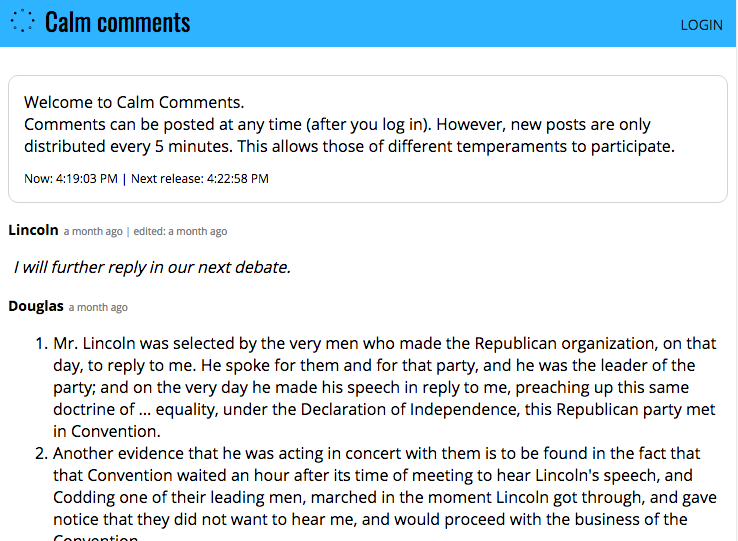 Calm comments
LOGIN
Welcome to Calm Comments.
Comments can be posted at any time (after you log in). However, new posts are only
distributed every 5 minutes. This allows those of different temperaments to participate.
Now: 4:19:03 PM | Next release: 4:22:58 PM
Lincoln a month ago | edited: a month ago
I will further reply in our next debate.
Douglas a month ago
1. Mr. Lincoln was selected by the very men who made the Republican organization, on that
day, to reply to me. He spoke for them and for that party, and he was the leader of the
party; and on the very day he made his speech in reply to me, preaching up this same
doctrine of ... equality, under the Declaration of Independence, this Republican party met
in Convention.
2. Another evidence that he was acting in concert with them is to be found in the fact that
that Convention waited an hour after its time of meeting to hear Lincoln's speech, and
Codding one of their leading men, marched in the moment Lincoln got through, and gave
notice that they did not want to hear me, and would proceed with the business of the
Convention